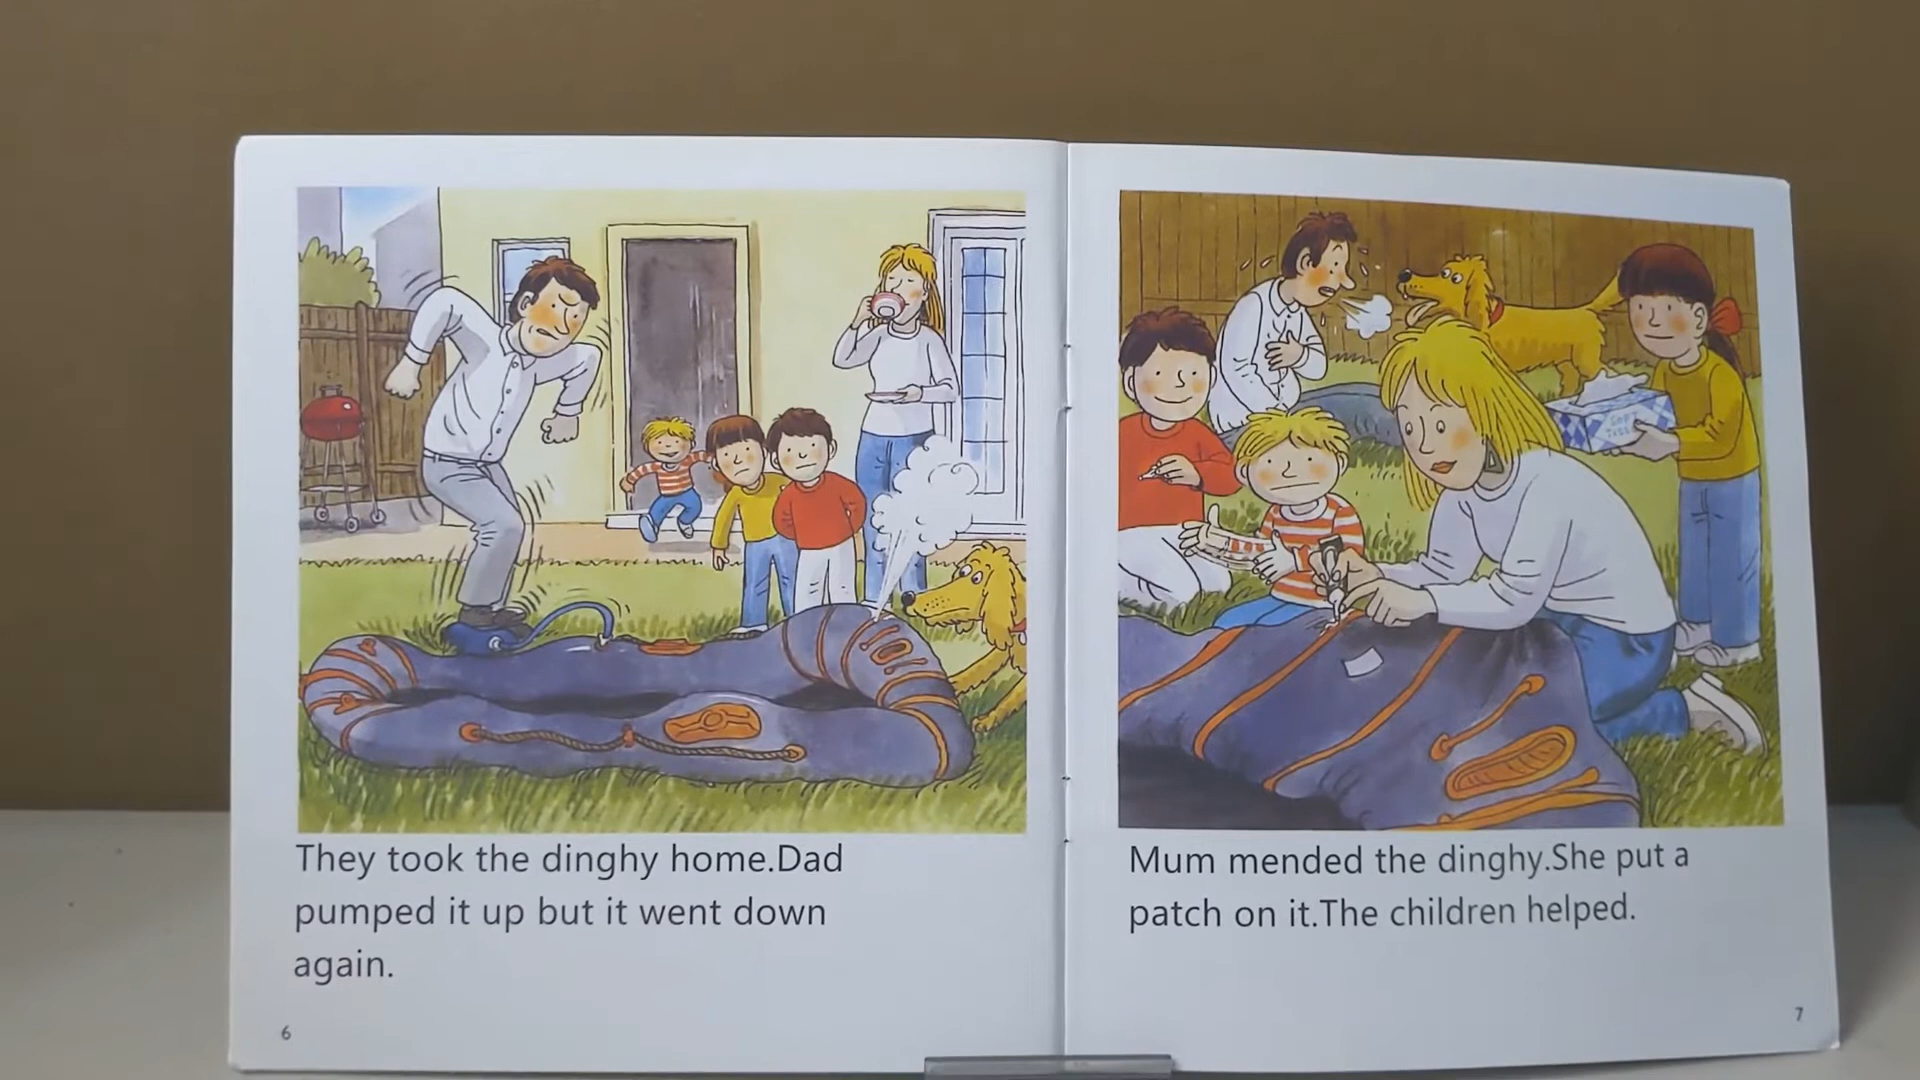 They took the dinghy home.Dad
pumped it up but it went down
again.
6
Mum mended the dinghy.She put a
patch on it.The children helped.
7